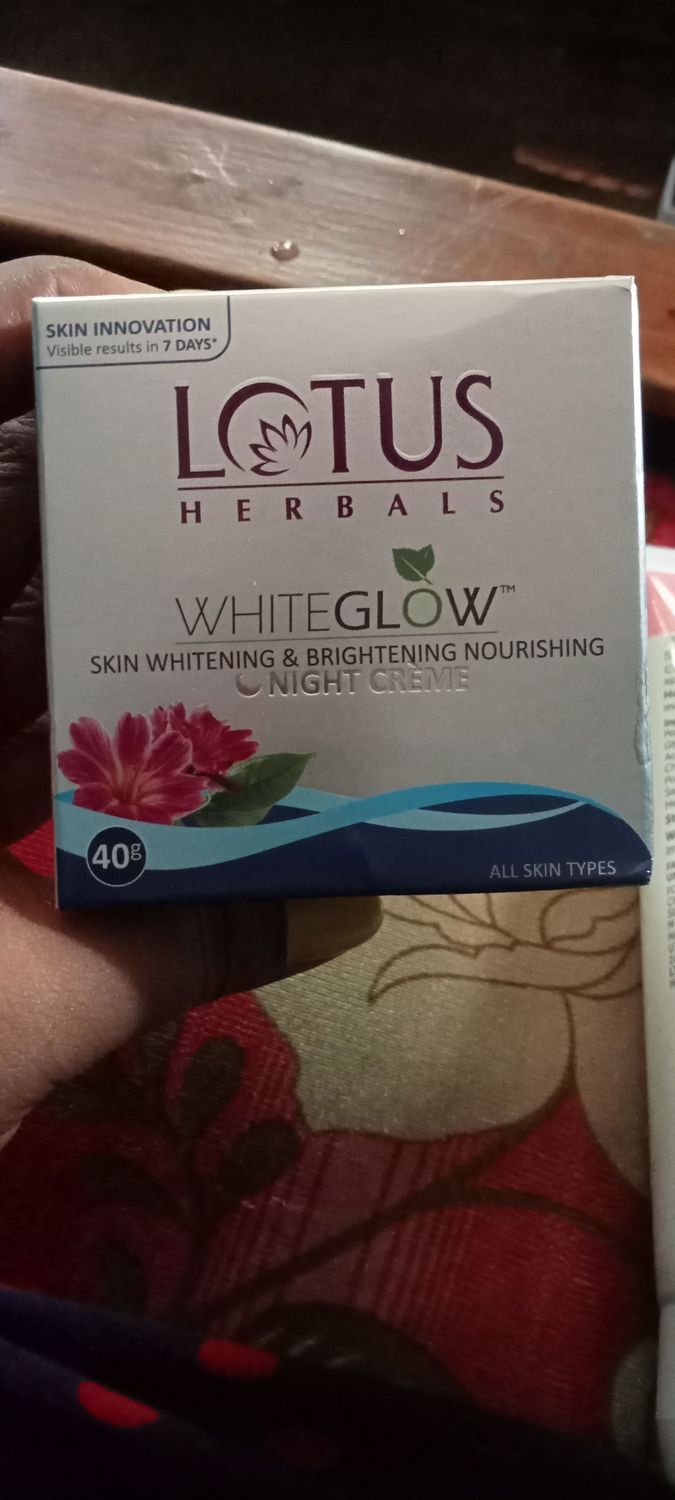 SKIN INNOVATION
Visible results in 7 DAYS*
LOTUS
HERBALS
WHITEGLOW™
SKIN WHITENING & BRIGHTENING NOURISHING
NIGHT CRÈME
40g
ALL SKIN TYPES